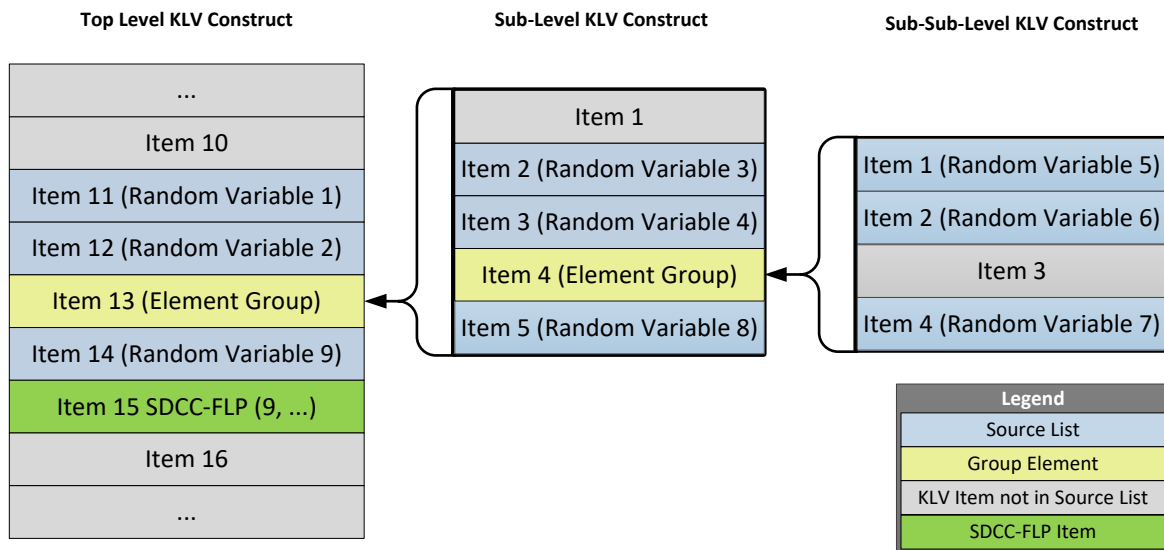 Top Level KLV Construct
...
Item 10
Item 11 (Random Variable 1)
Item 12 (Random Variable 2)
Item 13 (Element Group)
Item 14 (Random Variable 9)
Item 15 SDCC-FLP (9, ...)
Item 16
...
Sub-Level KLV Construct
Item 1
Item 2 (Random Variable 3)
Item 3 (Random Variable 4)
Item 4 (Element Group)
Item 5 (Random Variable 8)
Sub-Sub-Level KLV Construct
Item 1 (Random Variable 5)
Item 2 (Random Variable 6)
Item 3
Item 4 (Random Variable 7)
Legend
Source List
Group Element
KLV Item not in Source List
SDCC-FLP Item